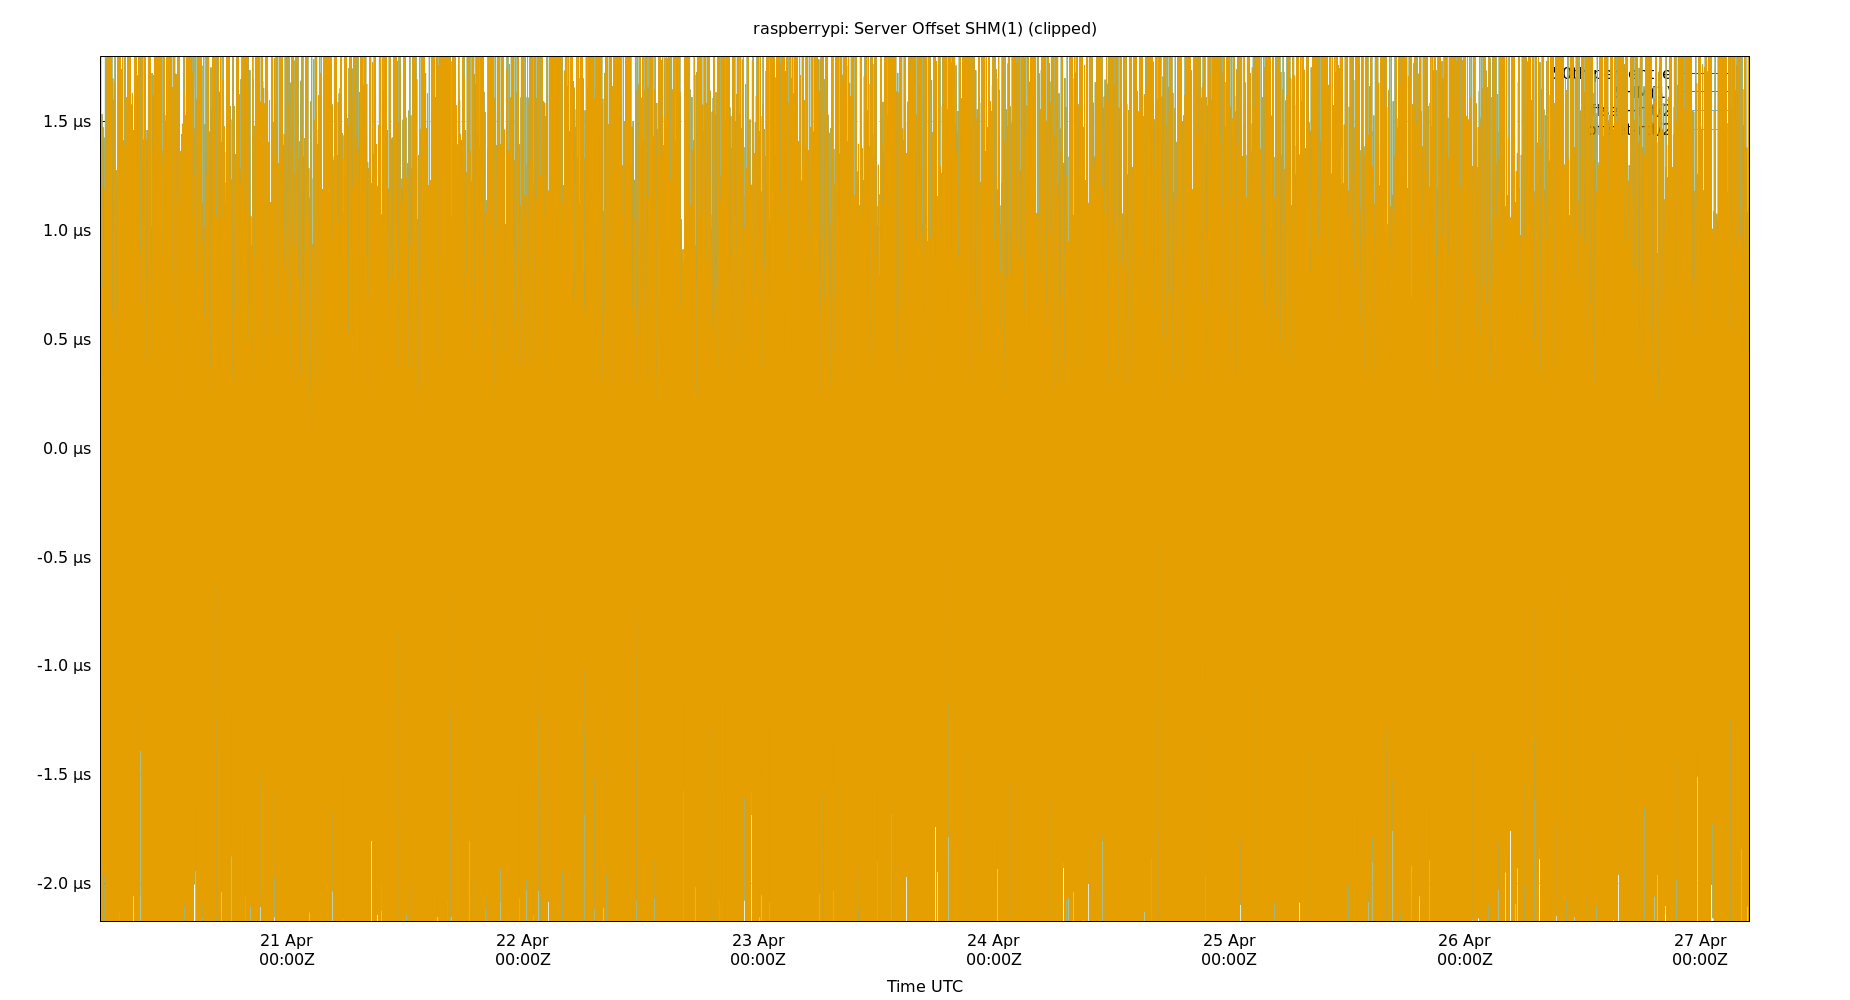 raspberrypi: Server Offset SHM(1) (clipped)
1.5 µs
1.0 µs
0.5 µs
0.0 µs
-0.5 µs
-1.0 µs
-1.5 µs
-2.0 µs
21 Apr 22 Apr 23 Apr 24 Apr 25 Apr 26 Apr 27 Apr
00:00Z 00:00Z 00:00Z 00:00Z 00:00Z 00:00Z 00:00Z
Time UTC